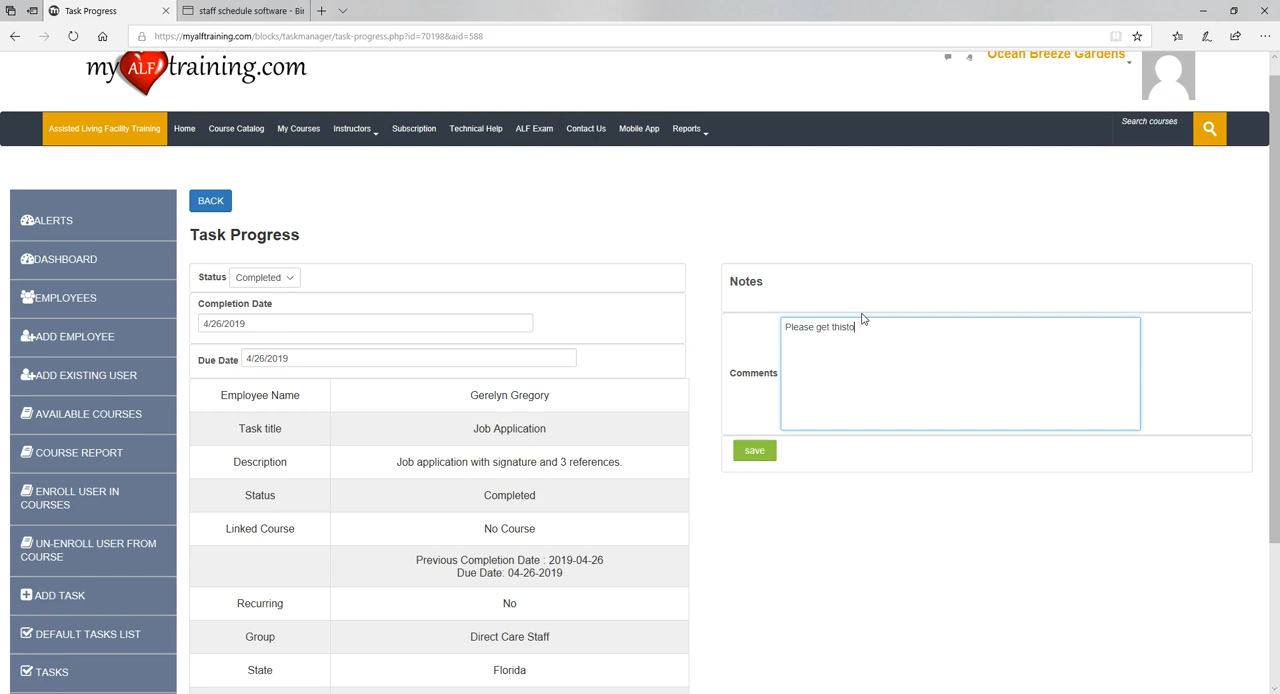 Task Progress
staff schedule software - Bir
https://myalftraining.com/blocks/taskmanager/task-progress.php?id=70198&aid=588
my ALF training.com
Ocean Breeze Gardens
Assisted Living Facility Training Home Course Catalog My Courses Instructors Subscription Technical Help ALF Exam Contact Us Mobile App Reports Search courses
ALERTS
DASHBOARD
EMPLOYEES
ADD EMPLOYEE
ADD EXISTING USER
AVAILABLE COURSES
COURSE REPORT
ENROLL USER IN
COURSES
UN-ENROLL USER FROM
COURSE
ADD TASK
DEFAULT TASKS LIST
TASKS
BACK
Task Progress
Status Completed
Completion Date
4/26/2019
Due Date 4/26/2019
Employee Name Gerelyn Gregory
Task title Job Application
Description Job application with signature and 3 references.
Status Completed
Linked Course No Course
Previous Completion Date : 2019-04-26
Due Date: 04-26-2019
Recurring No
Group Direct Care Staff
State Florida
Notes
Comments Please get thisto
save